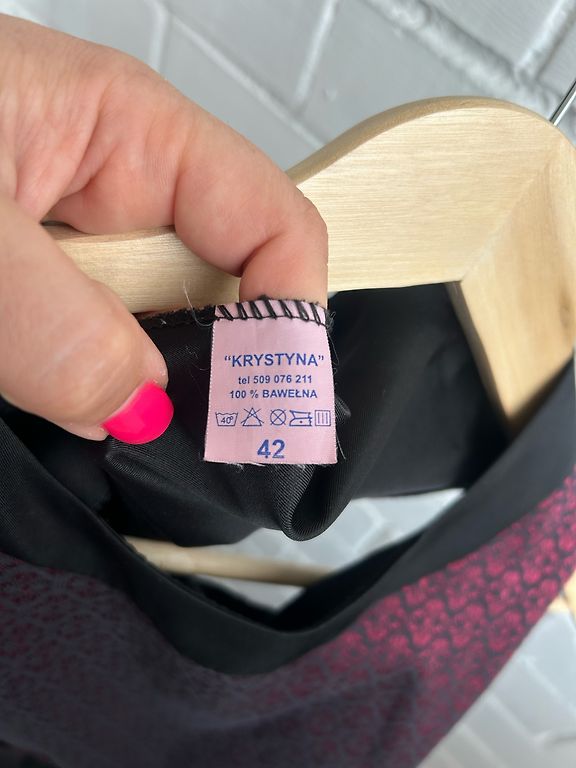 "KRYSTYNA"
tel 509 076 211
100 % BAWEŁNA
40°
42